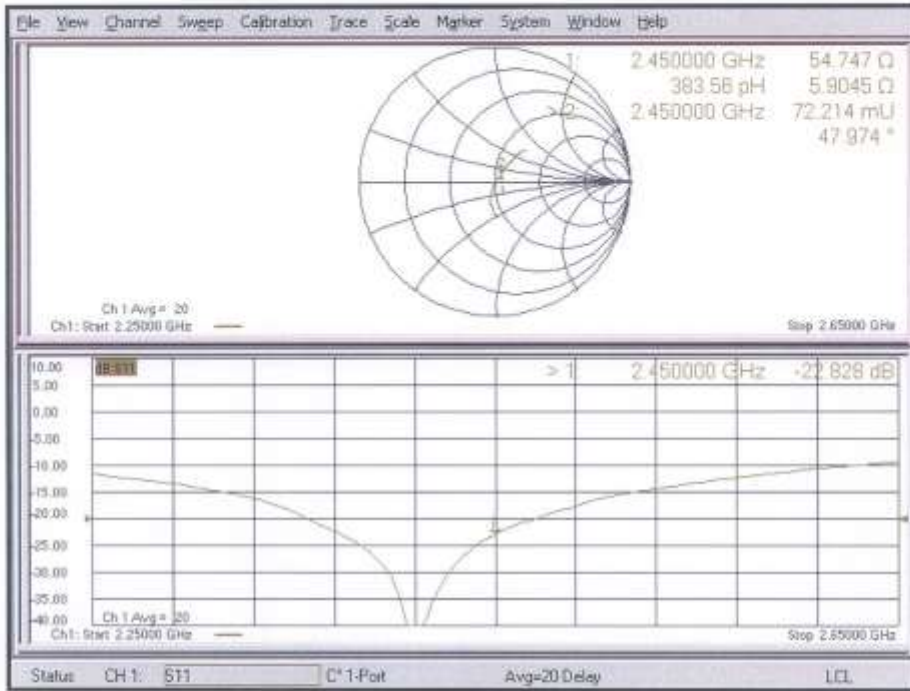 File View Channel Sweep Calibration Trace Scale Marker System Window Help
1: 2.450000 GHz 54.747 Ω
383.56 pH 5.9045 Ω
> 2: 2.450000 GHz 72.214 mU
47.974 °
Ch 1 Avg = 20
Ch1: Start 2.25000 GHz
Stop 2.65000 GHz
10.00
dB S11
> 1: 2.450000 GHz -22.828 dB
5.00
0.00
-5.00
-10.00
-15.00
-20.00
-25.00
-30.00
-35.00
-40.00
Ch 1 Avg = 20
Ch1: Start 2.25000 GHz
Stop 2.65000 GHz
Status CH 1: S11 C* 1-Port Avg=20 Delay LCL